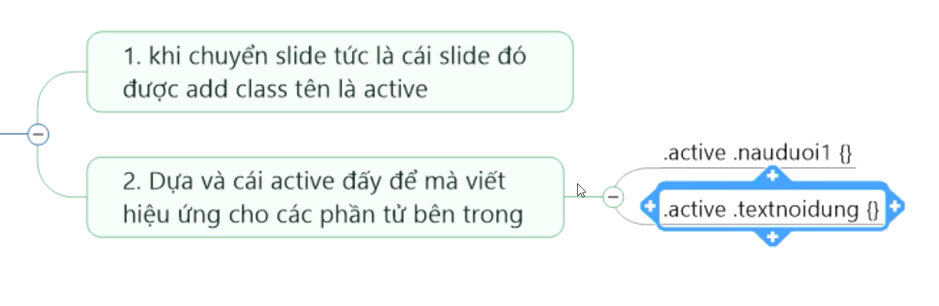 1. khi chuyển slide tức là cái slide đó
được add class tên là active
2. Dựa và cái active đấy để mà viết
hiệu ứng cho các phần tử bên trong
.active .nauduoi1 {}
.active .textnoidung {}